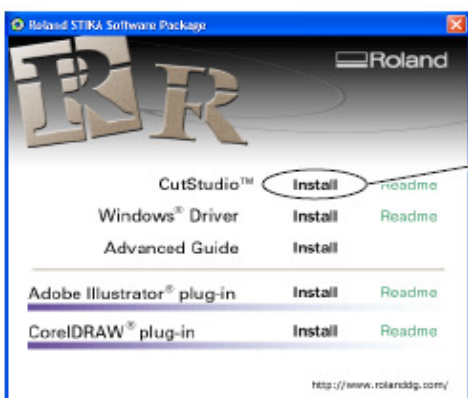 Roland STIKA Software Package
R R
Roland
CutStudio™ Install Readme
Windows® Driver Install Readme
Advanced Guide Install
Adobe Illustrator® plug-in Install Readme
CorelDRAW® plug-in Install Readme
http://www.rolanddg.com/